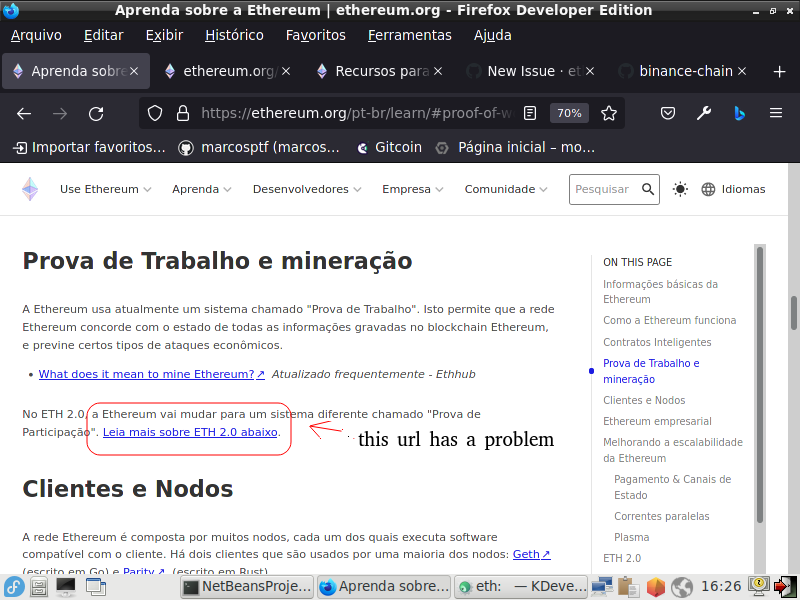 Aprenda sobre a Ethereum | ethereum.org - Firefox Developer Edition
Arquivo Editar Exibir Histórico Favoritos Ferramentas Ajuda
Aprenda sobre ethereum.org/ Recursos para New Issue · et binance-chain
https://ethereum.org/pt-br/learn/#proof-of-w 70%
Importar favoritos... marcosptf (marcos... Gitcoin Página inicial – mo...
Use Ethereum Aprenda Desenvolvedores Empresa Comunidade Pesquisar Idiomas
Prova de Trabalho e mineração
A Ethereum usa atualmente um sistema chamado "Prova de Trabalho". Isto permite que a rede
Ethereum concorde com o estado de todas as informações gravadas no blockchain Ethereum,
e previne certos tipos de ataques econômicos.
• What does it mean to mine Ethereum?↗ Atualizado frequentemente - Ethhub
No ETH 2.0, a Ethereum vai mudar para um sistema diferente chamado "Prova de
Participação". Leia mais sobre ETH 2.0 abaixo.
this url has a problem
Clientes e Nodos
A rede Ethereum é composta por muitos nodos, cada um dos quais executa software
compatível com o cliente. Há dois clientes que são usados por uma maioria dos nodos: Geth↗
(escrito em Go) e Parity↗ (escrito em Rust)
ON THIS PAGE
Informações básicas da
Ethereum
Como a Ethereum funciona
Contratos Inteligentes
Prova de Trabalho e
mineração
Clientes e Nodos
Ethereum empresarial
Melhorando a escalabilidade
da Ethereum
Pagamento & Canais de
Estado
Correntes paralelas
Plasma
ETH 2.0
NetBeansProje... Aprenda sobre... eth: — KDeve... 16:26